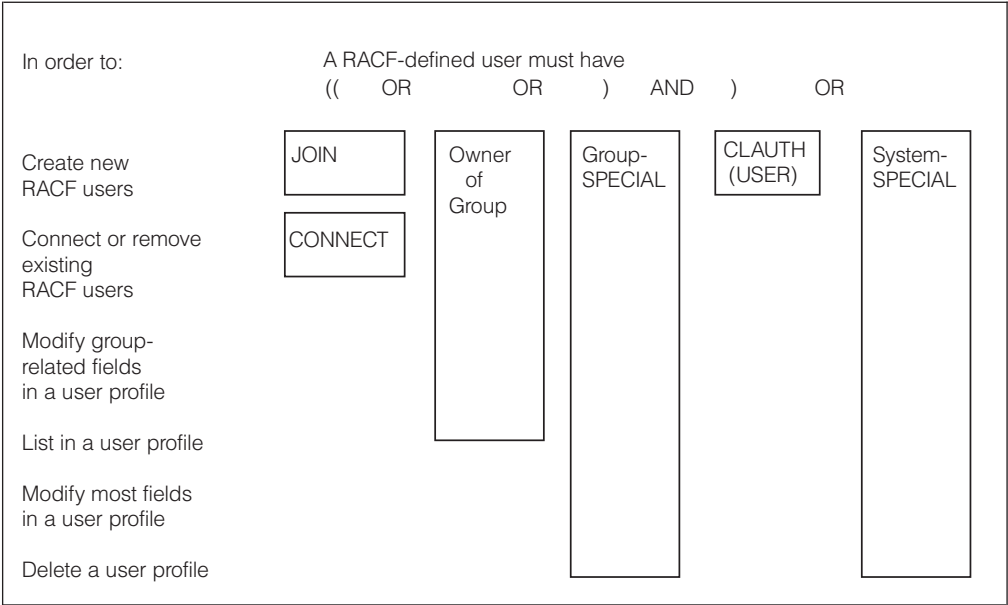 In order to:
A RACF-defined user must have
(( OR OR ) AND ) OR
Create new
RACF users
JOIN
Owner
of
Group
Group-
SPECIAL
CLAUTH
(USER)
System-
SPECIAL
Connect or remove
existing
RACF users
CONNECT
Modify group-
related fields
in a user profile
List in a user profile
Modify most fields
in a user profile
Delete a user profile